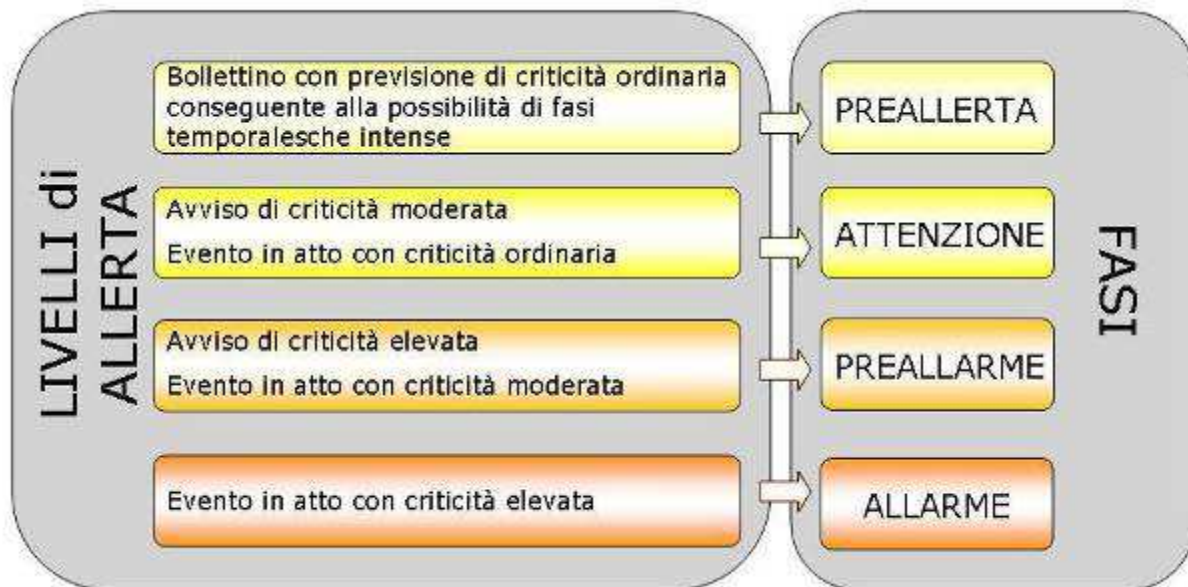 LIVELLI di
ALLERTA
Bollettino con previsione di criticità ordinaria
conseguente alla possibilità di fasi
temporalesche intense
PREALLERTA
Avviso di criticità moderata
Evento in atto con criticità ordinaria
ATTENZIONE
Avviso di criticità elevata
Evento in atto con criticità moderata
PREALLARME
Evento in atto con criticità elevata
ALLARME
FASI